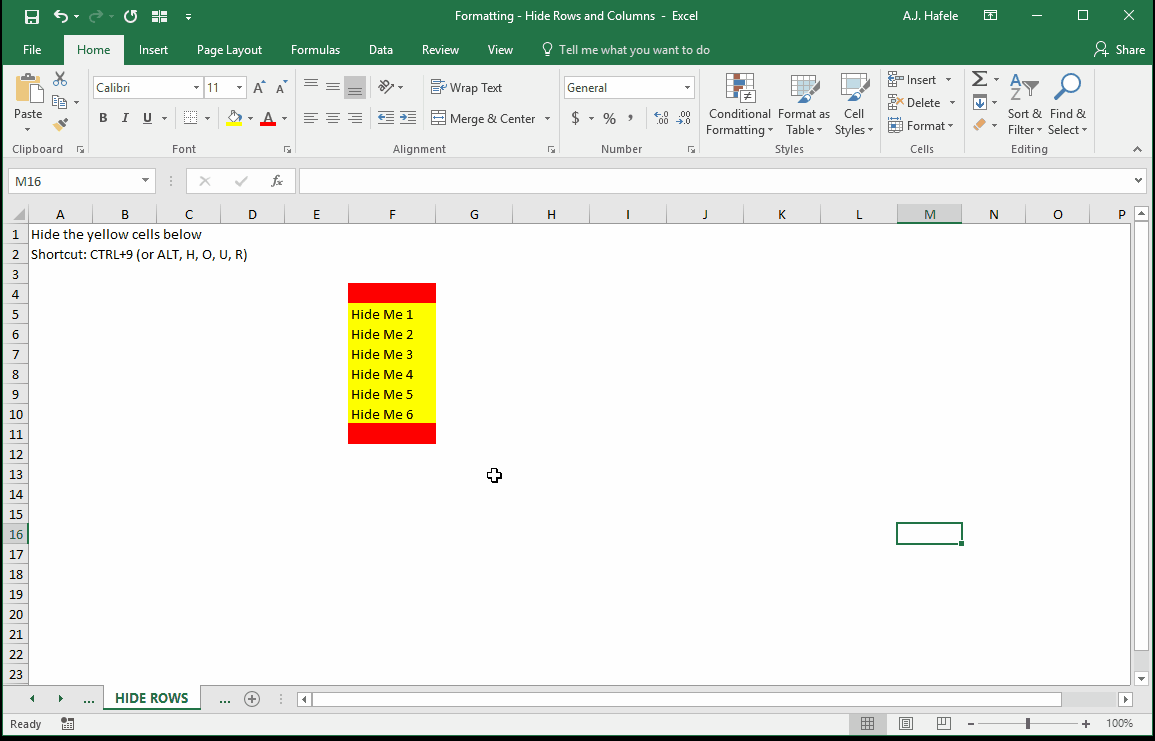 Formatting - Hide Rows and Columns - Excel
A.J. Hafele
File Home Insert Page Layout Formulas Data Review View Tell me what you want to do Share
Calibri 11 A A Wrap Text General Insert Σ A Z
Paste B I U A Merge & Center $ % , .0 .00 .00 .0 Conditional Formatting Format as Table Cell Styles Delete Format Sort & Filter Find & Select
Clipboard Font Alignment Number Styles Cells Editing
M16 fx
A B C D E F G H I J K L M N O P
1 Hide the yellow cells below
2 Shortcut: CTRL+9 (or ALT, H, O, U, R)
3
4
5 Hide Me 1
6 Hide Me 2
7 Hide Me 3
8 Hide Me 4
9 Hide Me 5
10 Hide Me 6
11
12
13
14
15
16
17
18
19
20
21
22
23
... HIDE ROWS ...
Ready 100%